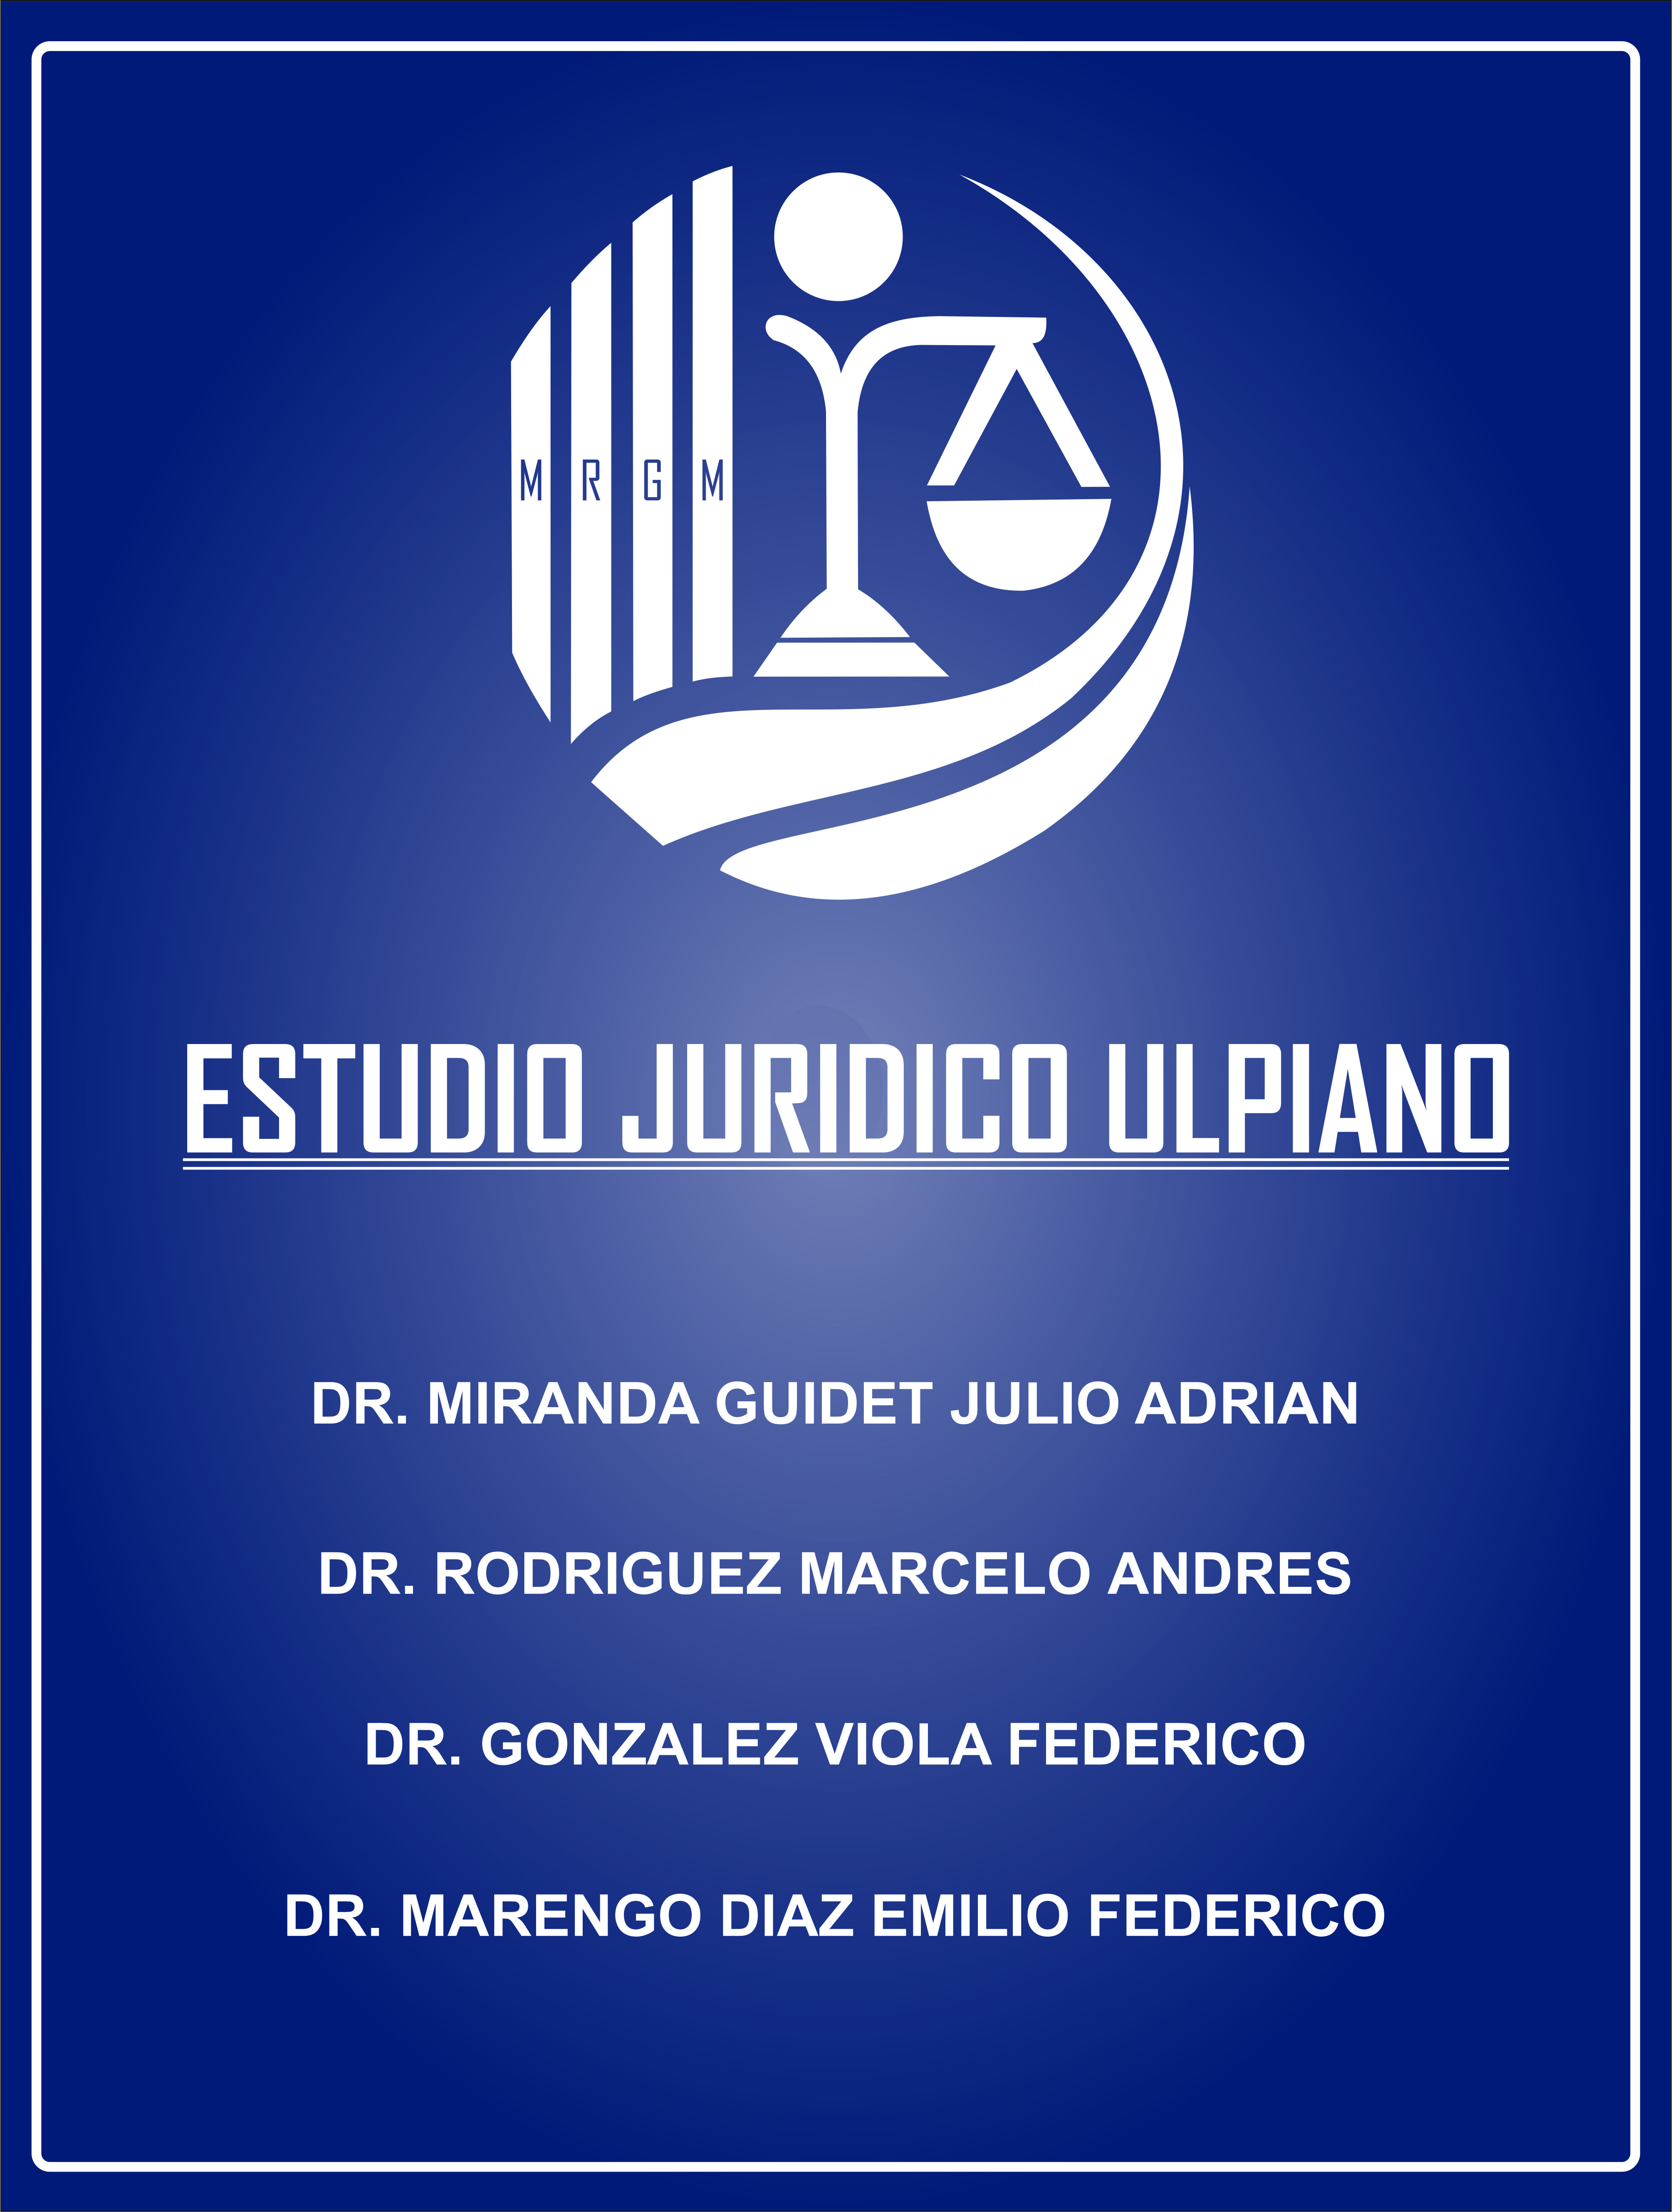 M R G M
ESTUDIO JURIDICO ULPIANO
DR. MIRANDA GUIDET JULIO ADRIAN
DR. RODRIGUEZ MARCELO ANDRES
DR. GONZALEZ VIOLA FEDERICO
DR. MARENGO DIAZ EMILIO FEDERICO